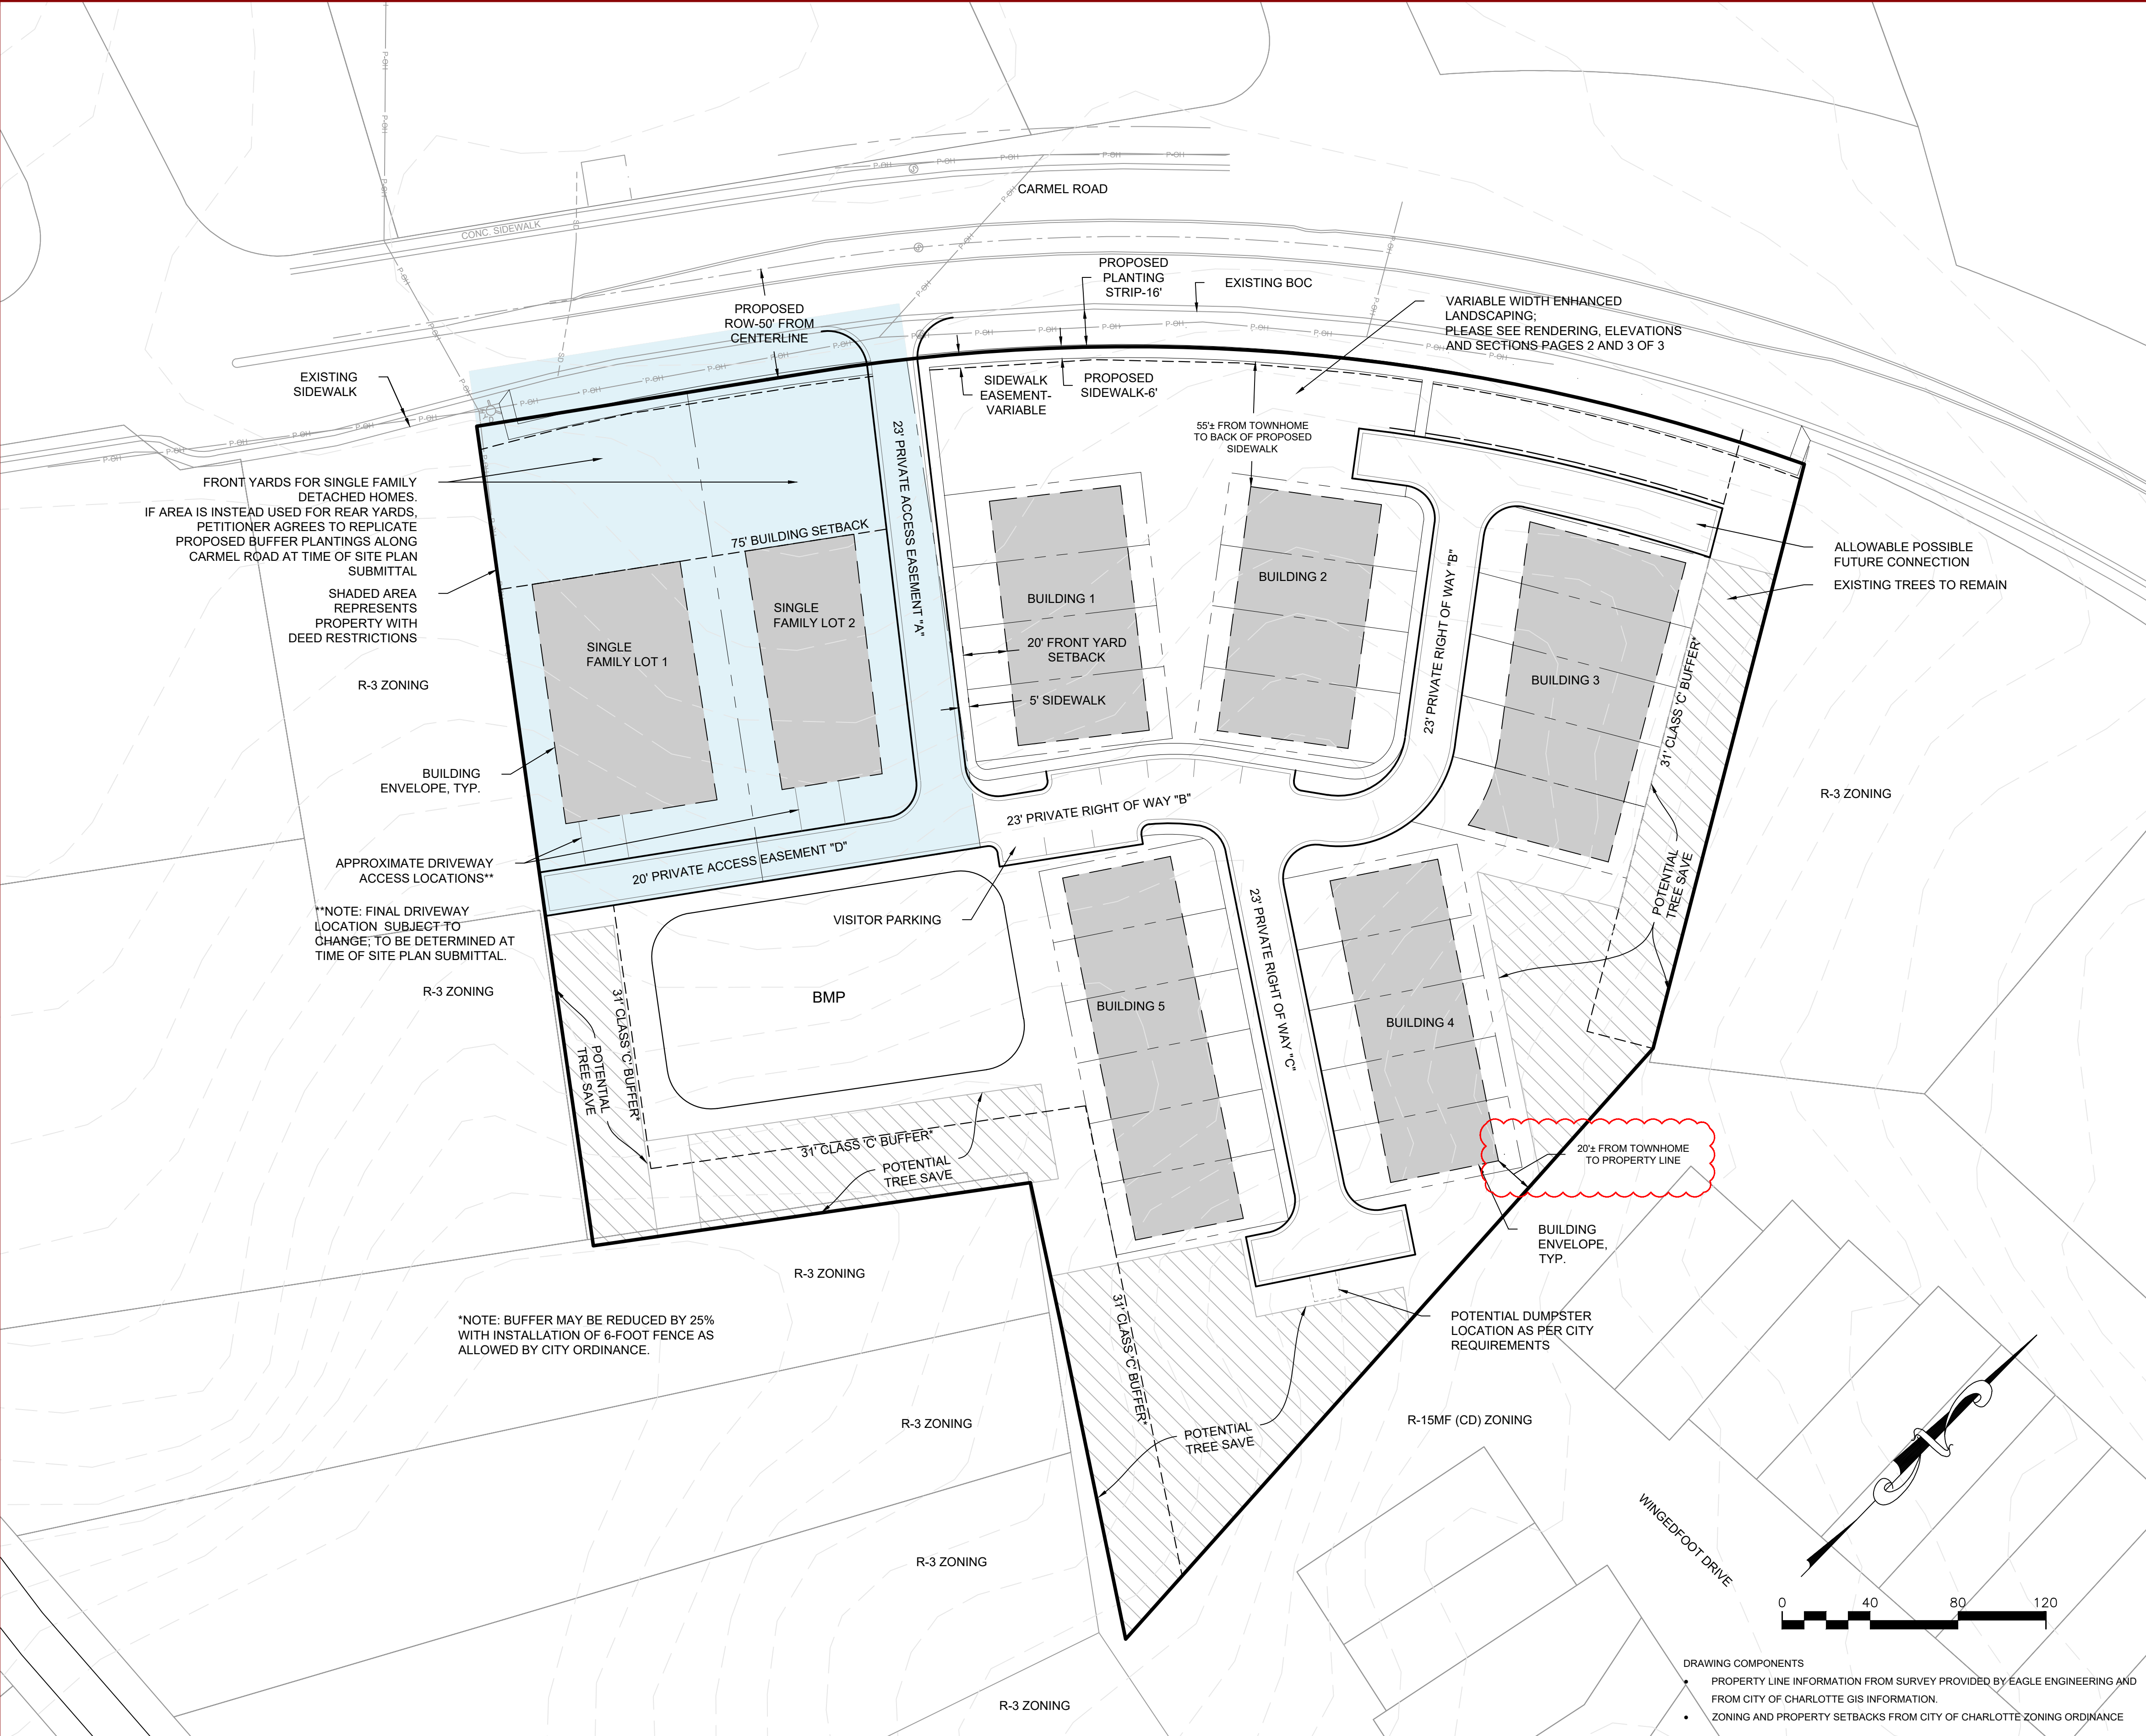 CARMEL ROAD
CONC. SIDEWALK
PROPOSED
PLANTING
STRIP-16'
EXISTING BOC
VARIABLE WIDTH ENHANCED
LANDSCAPING;
PLEASE SEE RENDERING, ELEVATIONS
AND SECTIONS PAGES 2 AND 3 OF 3
PROPOSED
ROW-50' FROM
CENTERLINE
EXISTING
SIDEWALK
SIDEWALK
EASEMENT-
VARIABLE
PROPOSED
SIDEWALK-6'
55'± FROM TOWNHOME
TO BACK OF PROPOSED
SIDEWALK
FRONT YARDS FOR SINGLE FAMILY
DETACHED HOMES.
IF AREA IS INSTEAD USED FOR REAR YARDS,
PETITIONER AGREES TO REPLICATE
PROPOSED BUFFER PLANTINGS ALONG
CARMEL ROAD AT TIME OF SITE PLAN
SUBMITTAL
SHADED AREA
REPRESENTS
PROPERTY WITH
DEED RESTRICTIONS
R-3 ZONING
75' BUILDING SETBACK
23' PRIVATE ACCESS EASEMENT "A"
SINGLE
FAMILY LOT 1
SINGLE
FAMILY LOT 2
BUILDING 1
20' FRONT YARD
SETBACK
5' SIDEWALK
BUILDING 2
23' PRIVATE RIGHT OF WAY "B"
BUILDING 3
ALLOWABLE POSSIBLE
FUTURE CONNECTION
EXISTING TREES TO REMAIN
31' CLASS 'C' BUFFER*
R-3 ZONING
BUILDING
ENVELOPE, TYP.
23' PRIVATE RIGHT OF WAY "B"
APPROXIMATE DRIVEWAY
ACCESS LOCATIONS**
20' PRIVATE ACCESS EASEMENT "D"
VISITOR PARKING
**NOTE: FINAL DRIVEWAY
LOCATION SUBJECT TO
CHANGE; TO BE DETERMINED AT
TIME OF SITE PLAN SUBMITTAL.
R-3 ZONING
BMP
BUILDING 5
23' PRIVATE RIGHT OF WAY "C"
BUILDING 4
POTENTIAL
TREE SAVE
POTENTIAL
TREE SAVE
31' CLASS 'C' BUFFER*
31' CLASS 'C' BUFFER*
POTENTIAL
TREE SAVE
20'± FROM TOWNHOME
TO PROPERTY LINE
BUILDING
ENVELOPE,
TYP.
R-3 ZONING
*NOTE: BUFFER MAY BE REDUCED BY 25%
WITH INSTALLATION OF 6-FOOT FENCE AS
ALLOWED BY CITY ORDINANCE.
31' CLASS 'C' BUFFER*
POTENTIAL DUMPSTER
LOCATION AS PER CITY
REQUIREMENTS
POTENTIAL
TREE SAVE
R-3 ZONING
R-15MF (CD) ZONING
R-3 ZONING
WINGEDFOOT DRIVE
R-3 ZONING
0 40 80 120
DRAWING COMPONENTS
• PROPERTY LINE INFORMATION FROM SURVEY PROVIDED BY EAGLE ENGINEERING AND
FROM CITY OF CHARLOTTE GIS INFORMATION.
• ZONING AND PROPERTY SETBACKS FROM CITY OF CHARLOTTE ZONING ORDINANCE